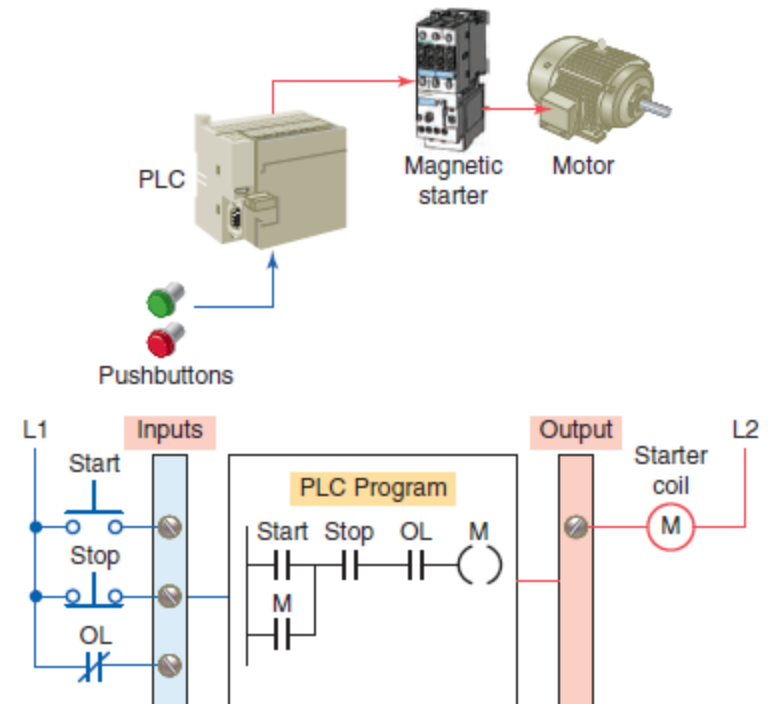 PLC
Magnetic
starter
Motor
Pushbuttons
L1
Inputs
Output
L2
Start
Starter
coil
PLC Program
Start Stop OL M
M
Stop
M
OL